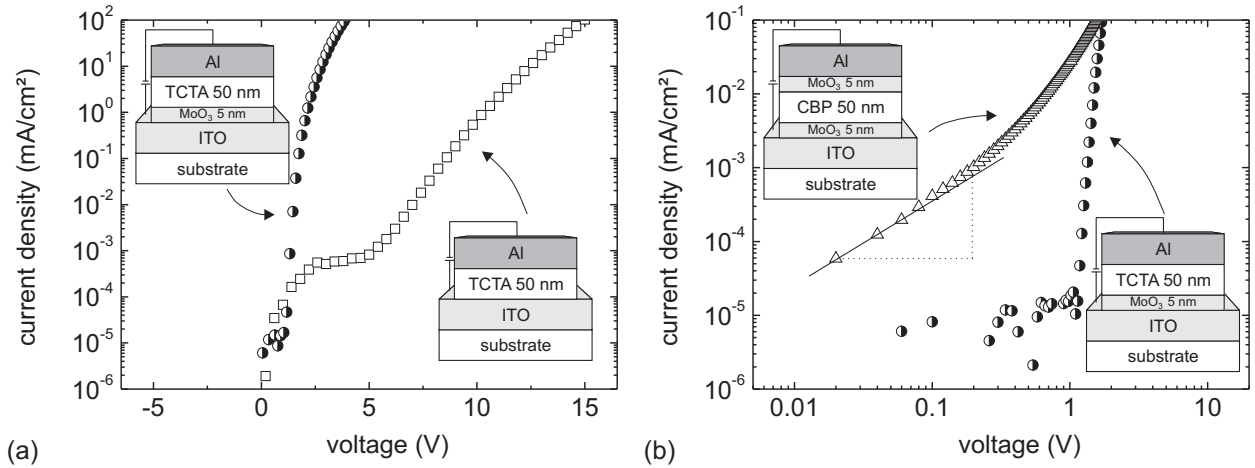 current density (mA/cm²)
10²
10¹
10⁰
10⁻¹
10⁻²
10⁻³
10⁻⁴
10⁻⁵
10⁻⁶
Al
TCTA 50 nm
MoO₃ 5 nm
ITO
substrate
Al
TCTA 50 nm
ITO
substrate
-5 0 5 10 15
voltage (V)
(a)
current density (mA/cm²)
10⁻¹
10⁻²
10⁻³
10⁻⁴
10⁻⁵
10⁻⁶
Al
MoO₃ 5 nm
CBP 50 nm
MoO₃ 5 nm
ITO
substrate
Al
TCTA 50 nm
MoO₃ 5 nm
ITO
substrate
0.01 0.1 1 10
voltage (V)
(b)